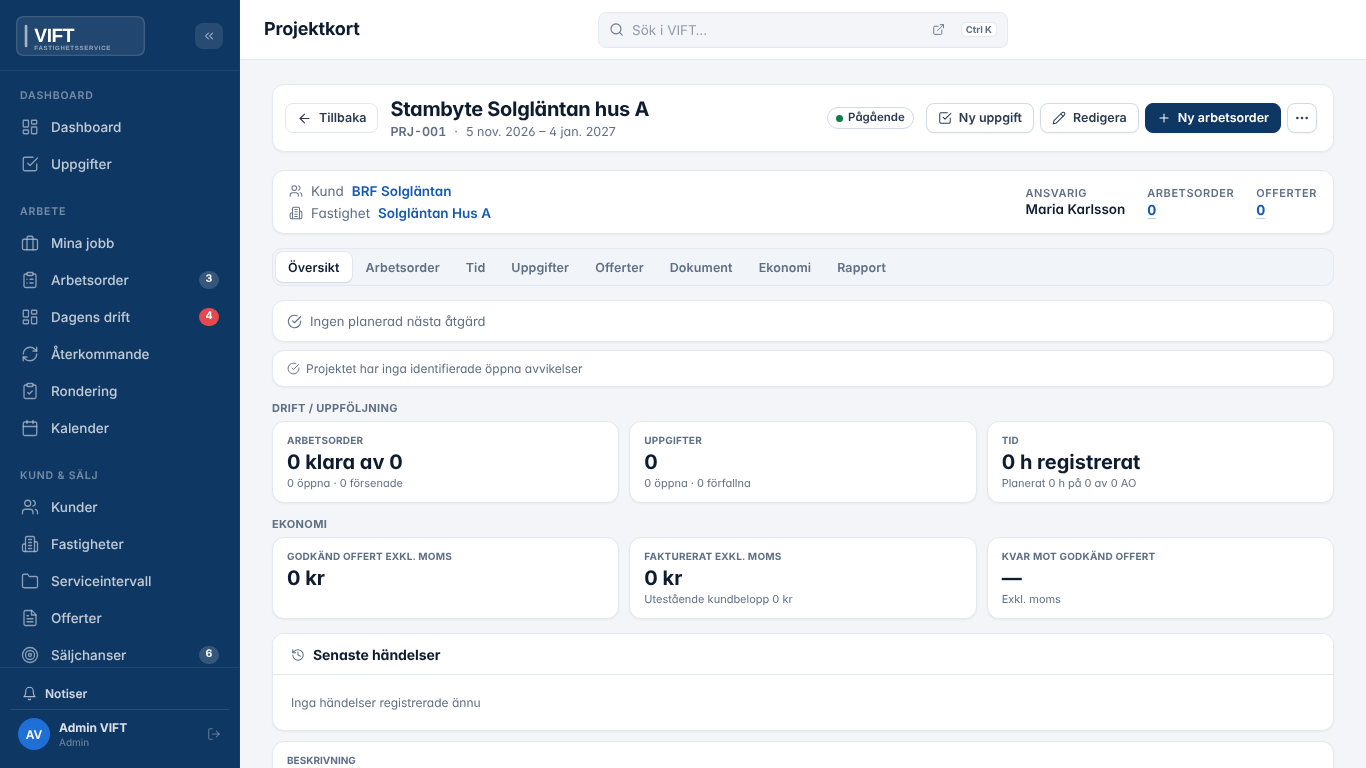 VIFT
FASTIGHETSSERVICE
DASHBOARD
Dashboard
Uppgifter
ARBETE
Mina jobb
Arbetsorder 3
Dagens drift 4
Återkommande
Rondering
Kalender
KUND & SÄLJ
Kunder
Fastigheter
Serviceintervall
Offerter
Säljchanser 6
Notiser
AV Admin VIFT
Admin
Projektkort
Sök i VIFT... Ctrl K
Tillbaka
Stambyte Solgläntan hus A
PRJ-001 · 5 nov. 2026 – 4 jan. 2027
Pågående
Ny uppgift
Redigera
Ny arbetsorder
Kund BRF Solgläntan
Fastighet Solgläntan Hus A
ANSVARIG
Maria Karlsson
ARBETSORDER
0
OFFERTER
0
Översikt Arbetsorder Tid Uppgifter Offerter Dokument Ekonomi Rapport
Ingen planerad nästa åtgärd
Projektet har inga identifierade öppna avvikelser
DRIFT / UPPFÖLJNING
ARBETSORDER
0 klara av 0
0 öppna · 0 försenade
UPPGIFTER
0
0 öppna · 0 förfallna
TID
0 h registrerat
Planerat 0 h på 0 av 0 AO
EKONOMI
GODKÄND OFFERT EXKL. MOMS
0 kr
FAKTURERAT EXKL. MOMS
0 kr
Utestående kundbelopp 0 kr
KVAR MOT GODKÄND OFFERT
—
Exkl. moms
Senaste händelser
Inga händelser registrerade ännu
BESKRIVNING